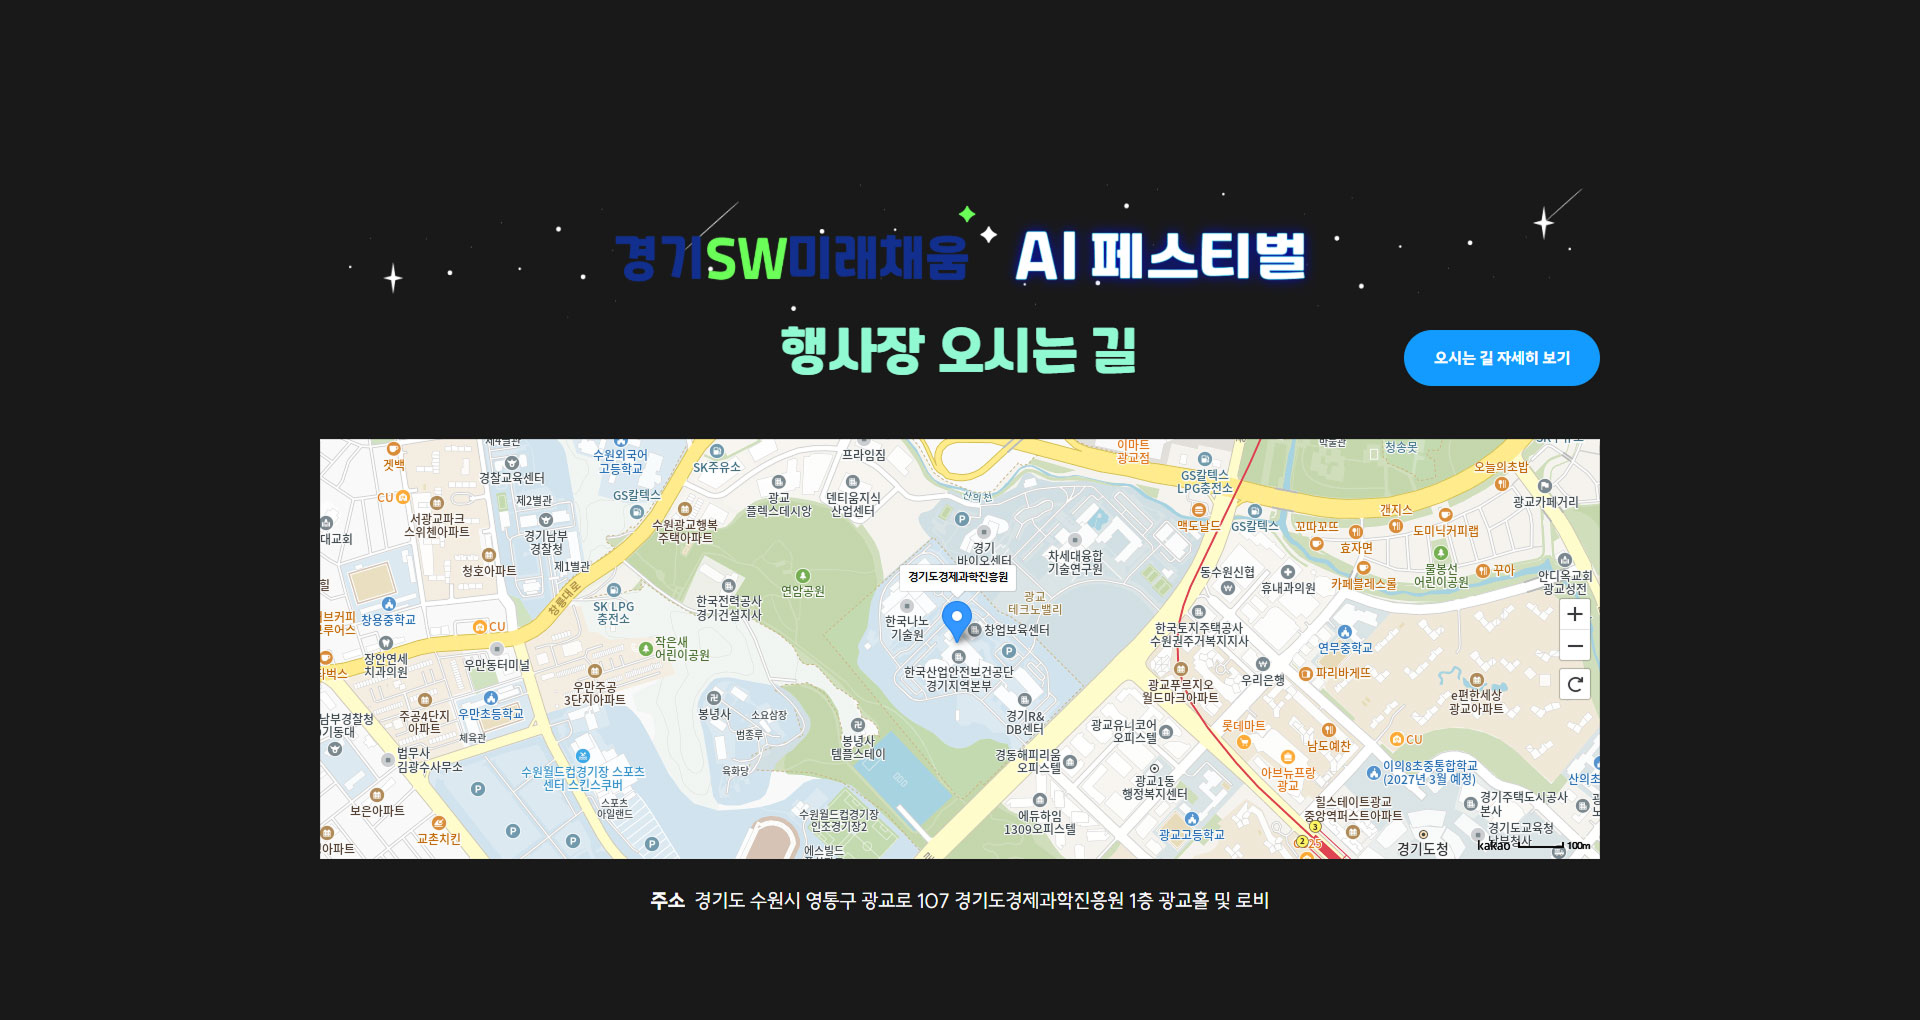 경기SW미래채움 AI 페스티벌
행사장 오시는 길
오시는 길 자세히 보기
제4별관
수원외국어
고등학교
프라임짐
이마트
광교점
박물관
청송못
겟백
경찰교육센터
SK주유소
GS칼텍스
LPG충전소
오늘의초밥
CU
제2별관
GS칼텍스
광교
플렉스데시앙
덴티움지식
산업센터
산의천
광교카페거리
서광교파크
스위첸아파트
수원광교행복
주택아파트
맥도날드
GS칼텍스
꼬따꼬뜨
갠지스
도미닉커피랩
대교회
경기남부
경찰청
경기
바이오센터
차세대융합
기술연구원
효자면
청호아파트
제1별관
경기도경제과학진흥원
동수원신협
휴내과의원
카페블레스롤
물봉선
어린이공원
꾸아
안디옥교회
광교성전
힐
연암공원
창룡대로
SK LPG
충전소
한국전력공사
경기건설지사
광교
테크노밸리
창용중학교
CU
한국나노
기술원
창업보육센터
한국토지주택공사
수원권주거복지지사
연무중학교
장안연세
치과의원
우만동터미널
작은새
어린이공원
한국산업안전보건공단
경기지역본부
우리은행
파리바게뜨
우만주공
3단지아파트
광교푸르지오
월드마크아파트
e편한세상
광교아파트
남부경찰청
기동대
주공4단지
아파트
우만초등학교
봉녕사
소요삼장
경기R&
DB센터
광교유니코어
오피스텔
롯데마트
남도예찬
CU
체육관
범종루
봉녕사
템플스테이
법무사
김광수사무소
수원월드컵경기장 스포츠
센터 스킨스쿠버
육화당
경동해피리움
오피스텔
광교1동
행정복지센터
아브뉴프랑
광교
이의8초중통합학교
(2027년 3월 예정)
산의초
보은아파트
스포츠
아일랜드
수원월드컵경기장
인조경기장2
에듀하임
1309오피스텔
힐스테이트광교
중앙역퍼스트아파트
경기주택도시공사
본사
교촌치킨
광교고등학교
경기도교육청
남부청사
아파트
에스빌드
경기도청
kakao
100m
주소 경기도 수원시 영통구 광교로 107 경기도경제과학진흥원 1층 광교홀 및 로비